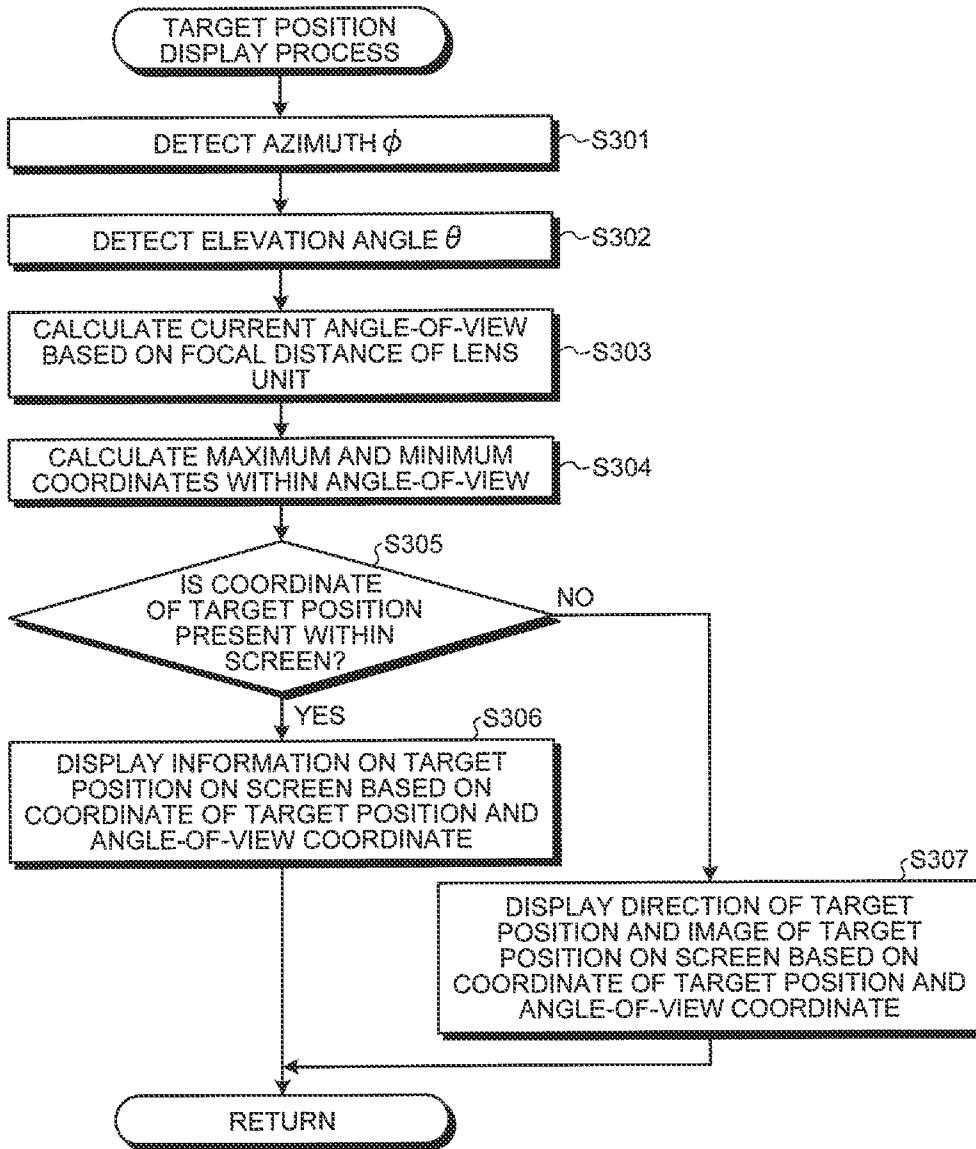 TARGET POSITION
DISPLAY PROCESS
DETECT AZIMUTH ϕ
S301
DETECT ELEVATION ANGLE θ
S302
CALCULATE CURRENT ANGLE-OF-VIEW
BASED ON FOCAL DISTANCE OF LENS
UNIT
S303
CALCULATE MAXIMUM AND MINIMUM
COORDINATES WITHIN ANGLE-OF-VIEW
S304
S305
IS COORDINATE
OF TARGET POSITION
PRESENT WITHIN
SCREEN?
NO
YES
S306
DISPLAY INFORMATION ON TARGET
POSITION ON SCREEN BASED ON
COORDINATE OF TARGET POSITION AND
ANGLE-OF-VIEW COORDINATE
S307
DISPLAY DIRECTION OF TARGET
POSITION AND IMAGE OF TARGET
POSITION ON SCREEN BASED ON
COORDINATE OF TARGET POSITION AND
ANGLE-OF-VIEW COORDINATE
RETURN